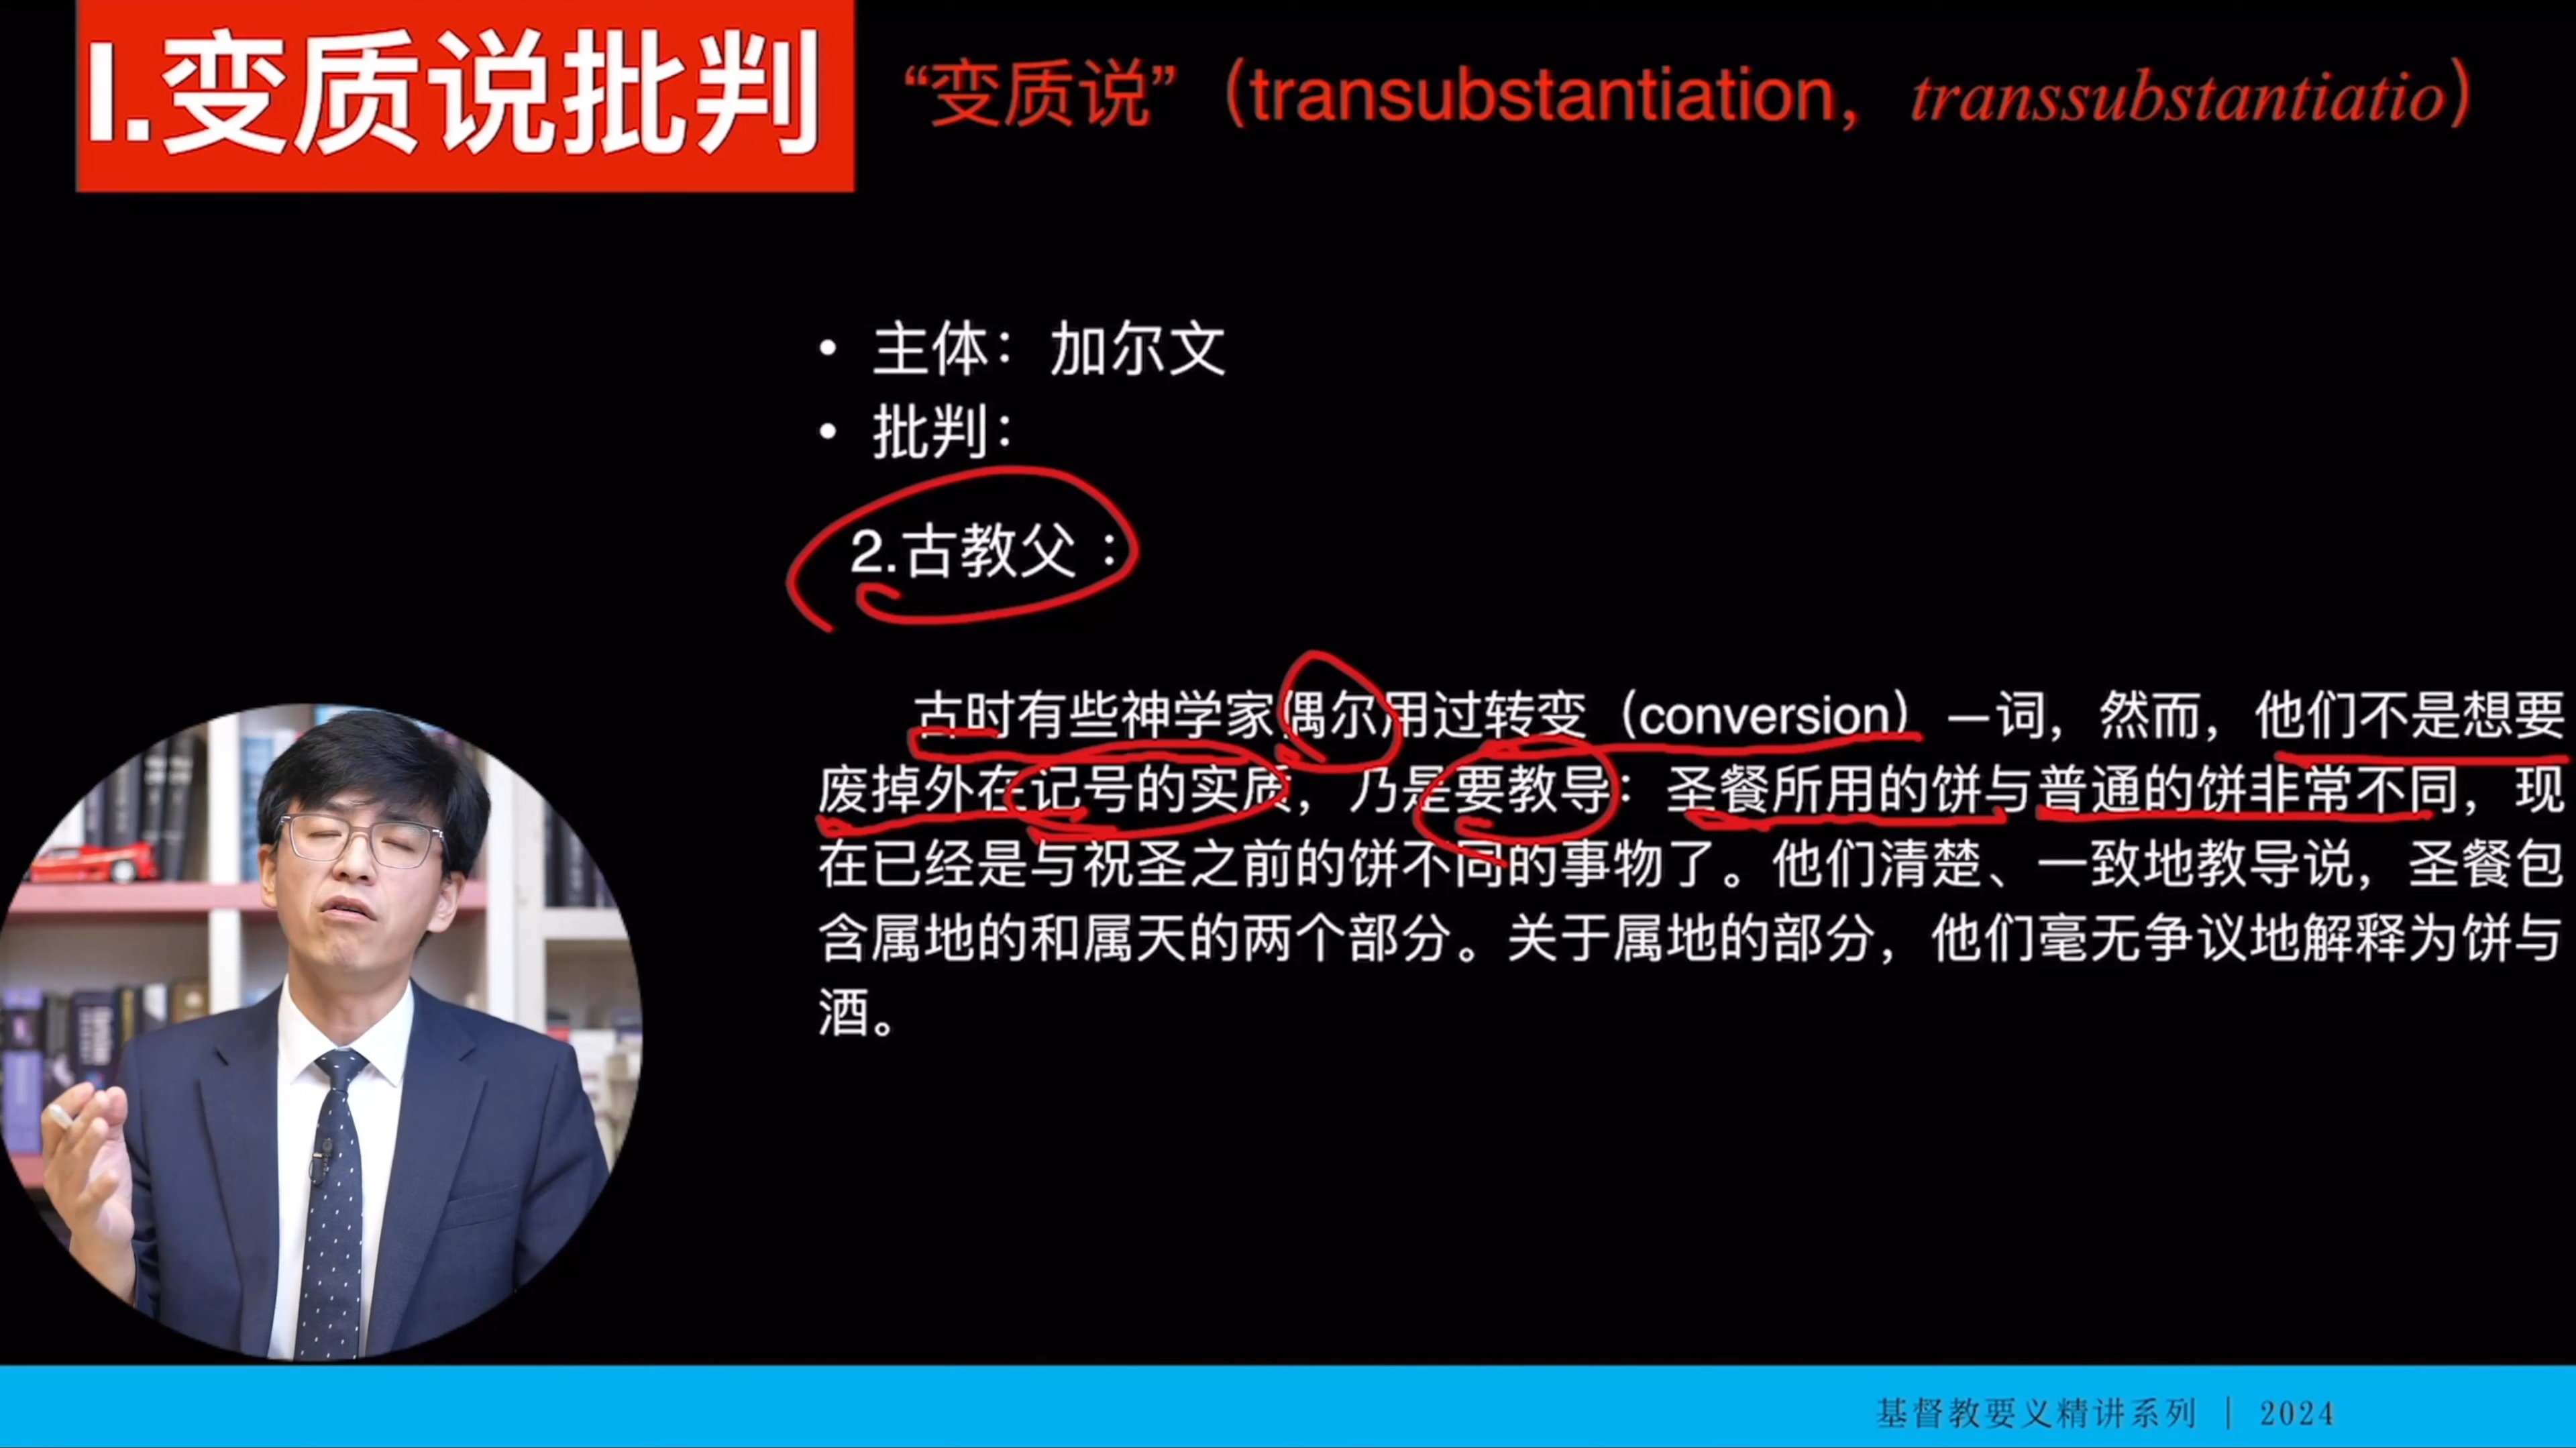 I.变质说批判
“变质说”（transubstantiation， transsubstantiatio）
• 主体：加尔文
• 批判：
2.古教父：
古时有些神学家偶尔用过转变（conversion）一词，然而，他们不是想要
废掉外在记号的实质，乃是要教导：圣餐所用的饼与普通的饼非常不同，现
在已经是与祝圣之前的饼不同的事物了。他们清楚、一致地教导说，圣餐包
含属地的和属天的两个部分。关于属地的部分，他们毫无争议地解释为饼与
酒。
基督教要义精讲系列 | 2024